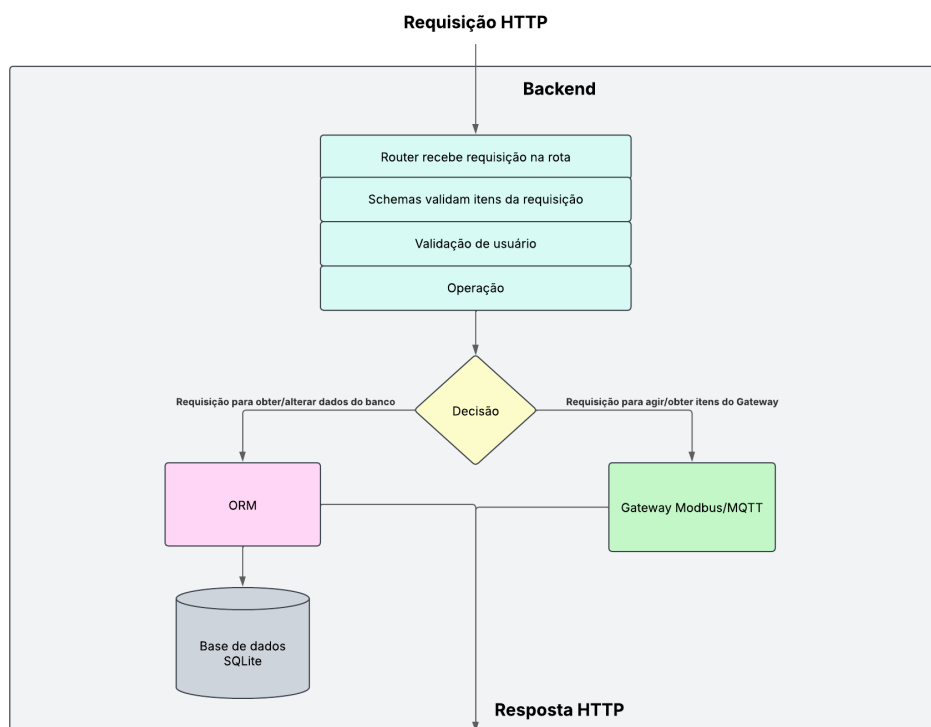 Requisição HTTP
Backend
Router recebe requisição na rota
Schemas validam itens da requisição
Validação de usuário
Operação
Requisição para obter/alterar dados do banco
Decisão
Requisição para agir/obter itens do Gateway
ORM
Gateway Modbus/MQTT
Base de dados
SQLite
Resposta HTTP